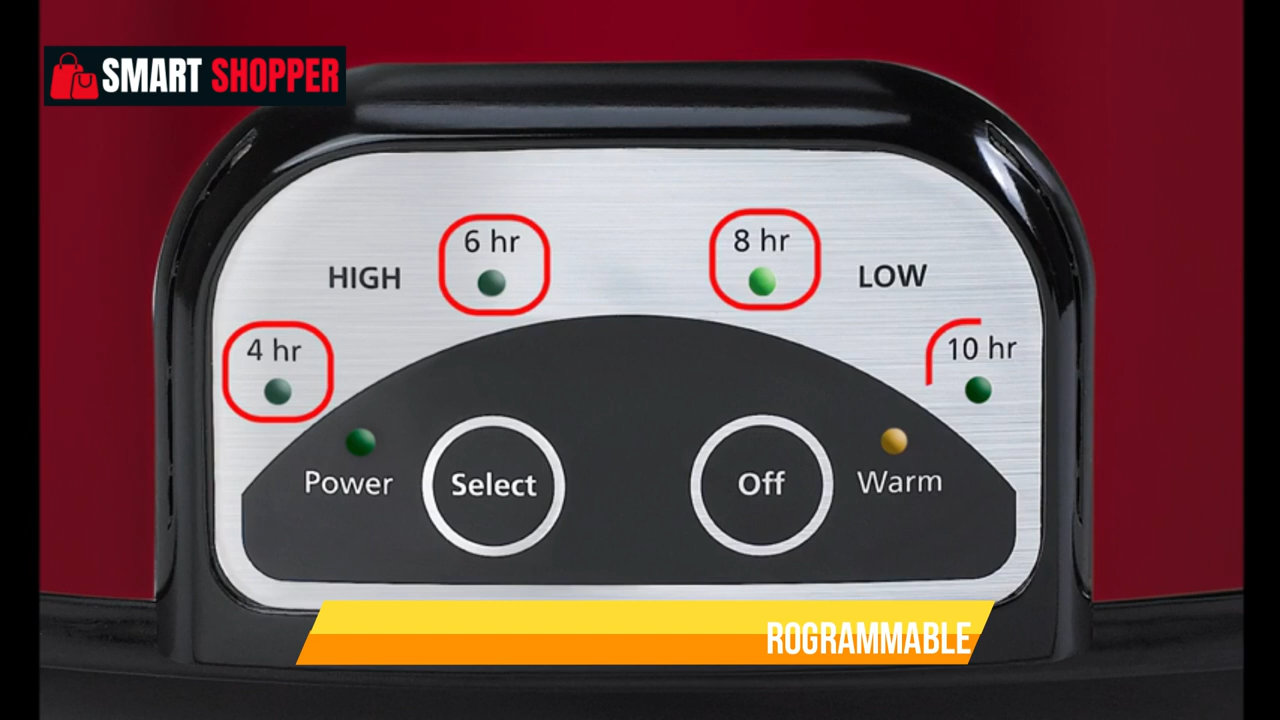 SMART SHOPPER
6 hr
8 hr
HIGH
LOW
4 hr
10 hr
Power
Select
Off
Warm
ROGRAMMABLE